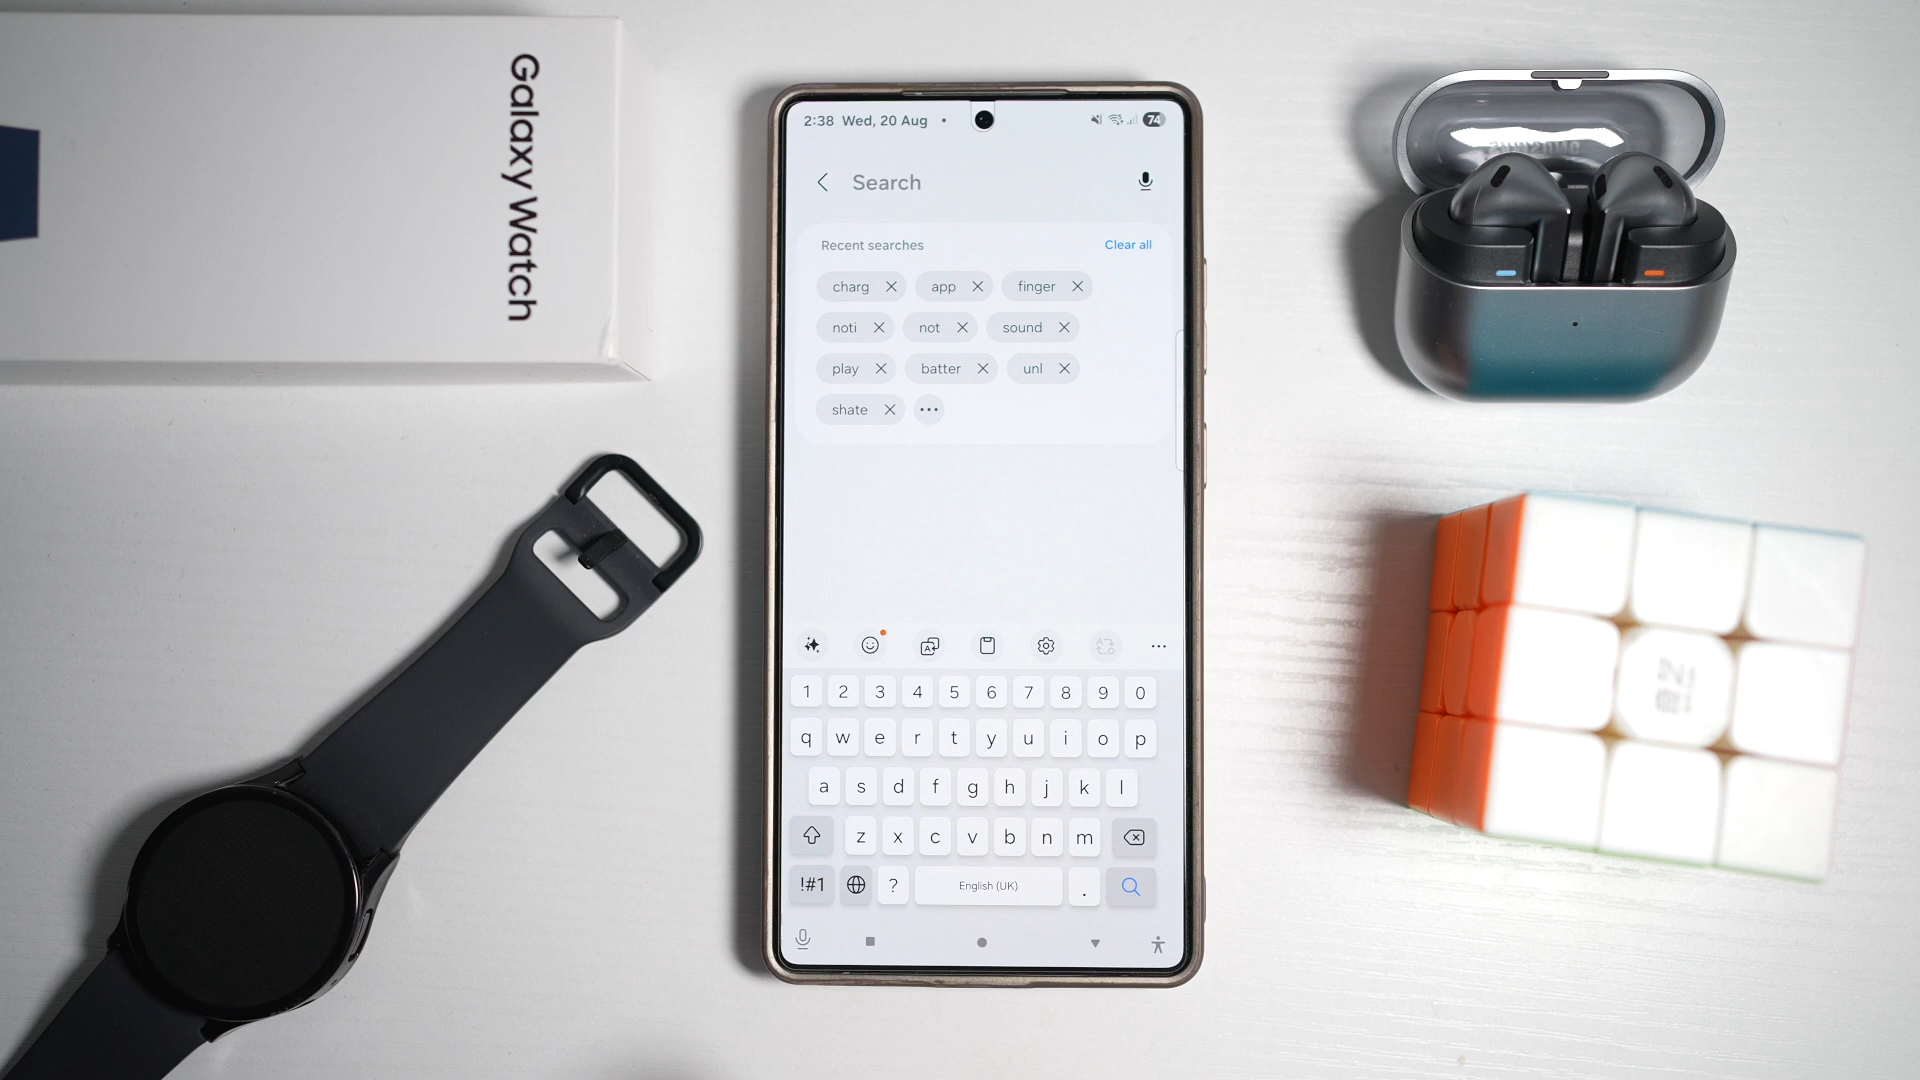 Galaxy Watch
2:38 Wed, 20 Aug
74
Search
Recent searches
Clear all
charg app finger
noti not sound
play batter unl
shate
1 2 3 4 5 6 7 8 9 0
q w e r t y u i o p
a s d f g h j k l
z x c v b n m
!#1 ? English (UK) .
SAMSUNG